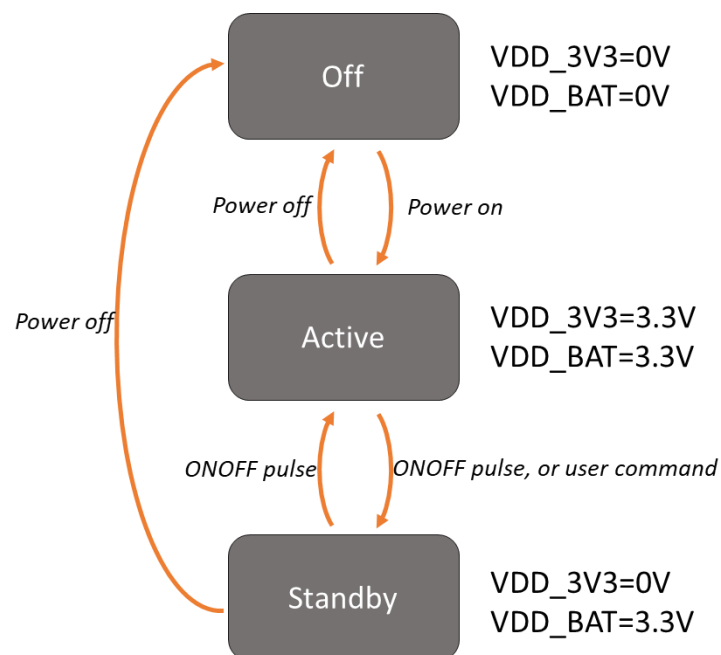 Off
VDD_3V3=0V
VDD_BAT=0V
Power off
Power on
Power off
Active
VDD_3V3=3.3V
VDD_BAT=3.3V
ONOFF pulse
ONOFF pulse, or user command
Standby
VDD_3V3=0V
VDD_BAT=3.3V